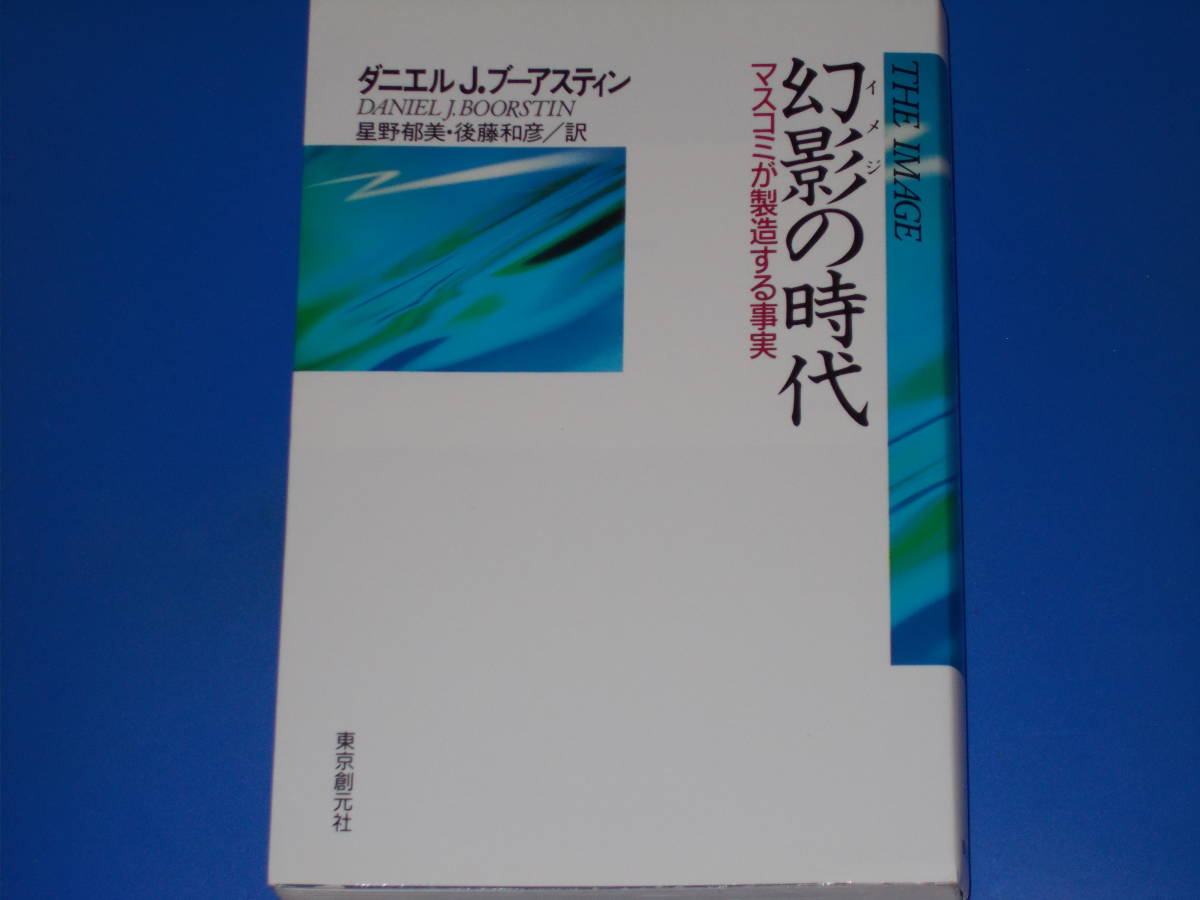 THE IMAGE
イメジ
幻影の時代
マスコミが製造する事実
ダニエル J.ブーアスティン
DANIEL J.BOORSTIN
星野郁美・後藤和彦／訳
東京創元社